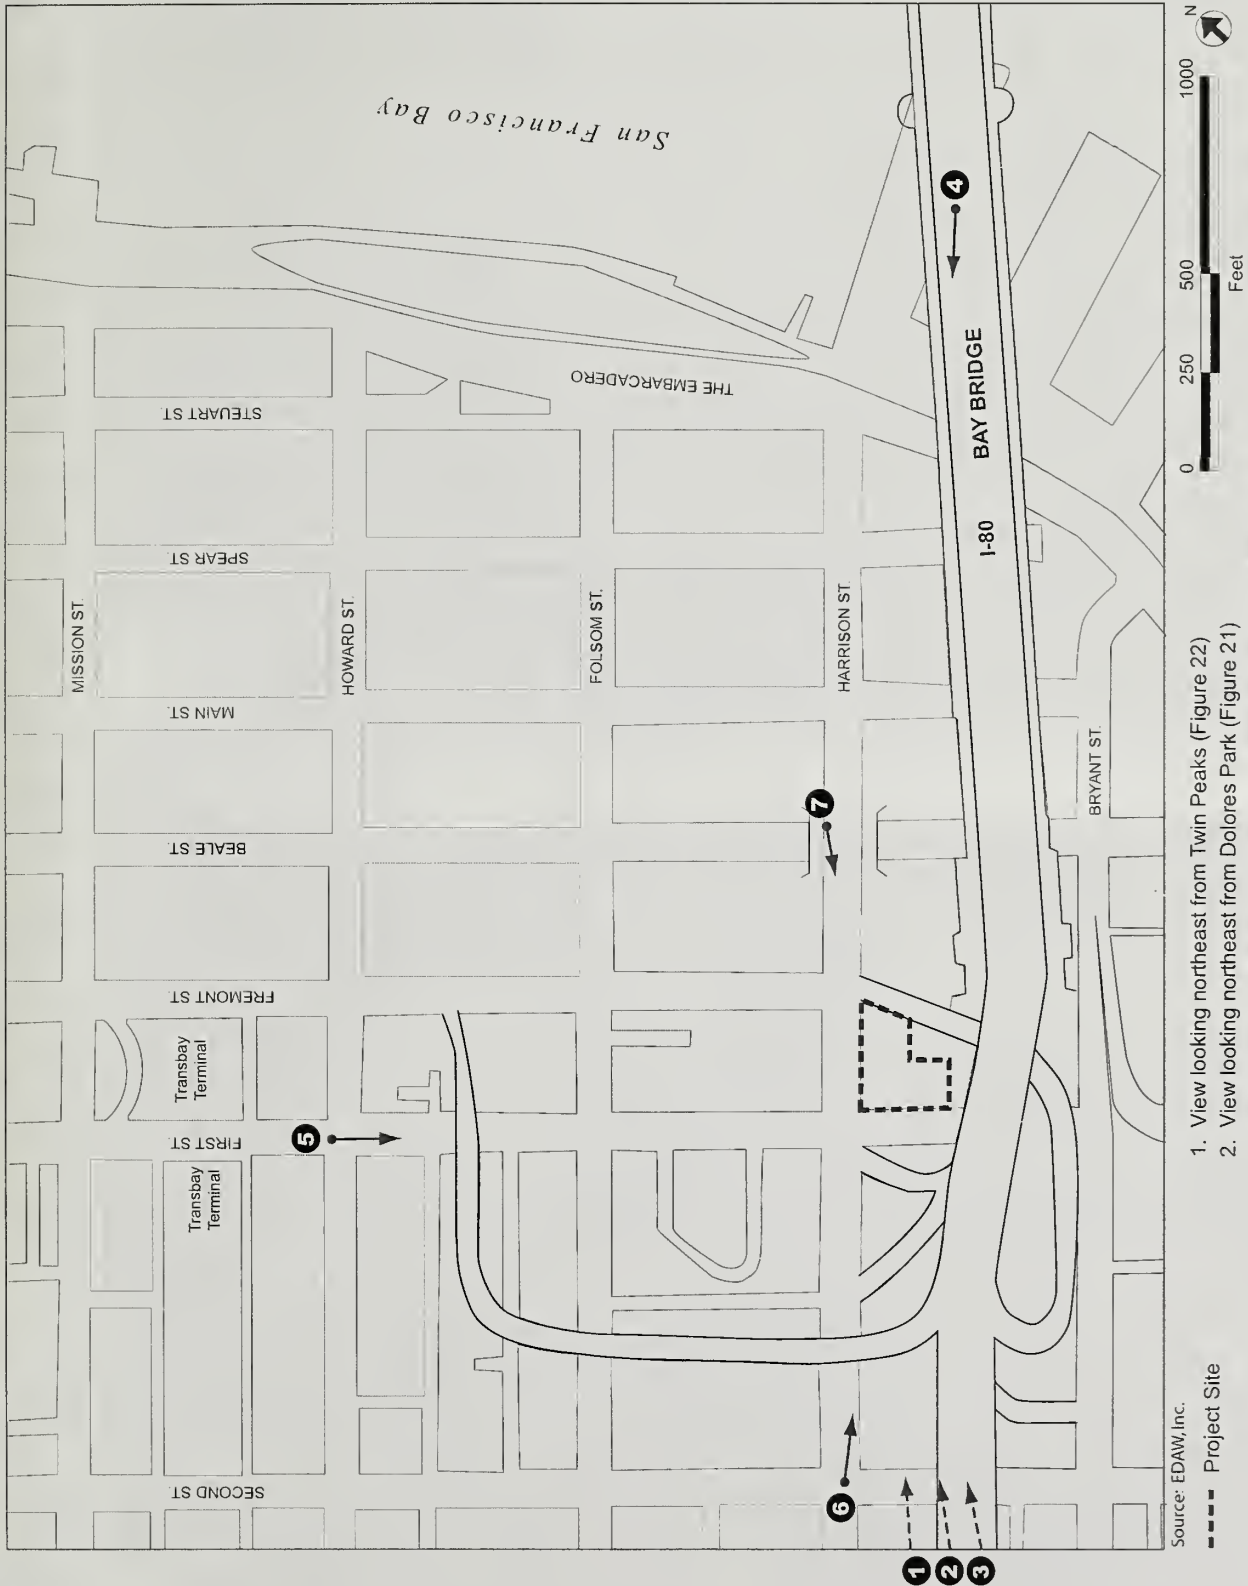 San Francisco Bay
MISSION ST.
HOWARD ST.
FOLSOM ST.
HARRISON ST.
BRYANT ST.
THE EMBARCADERO
STEUART ST.
SPEAR ST.
MAIN ST.
BEALE ST.
FREMONT ST.
FIRST ST.
SECOND ST.
Transbay
Terminal
Transbay
Terminal
I-80 BAY BRIDGE
1
2
3
4
5
6
7
Source: EDAW, Inc.
Project Site
1. View looking northeast from Twin Peaks (Figure 22)
2. View looking northeast from Dolores Park (Figure 21)
0 250 500 1000
Feet
N